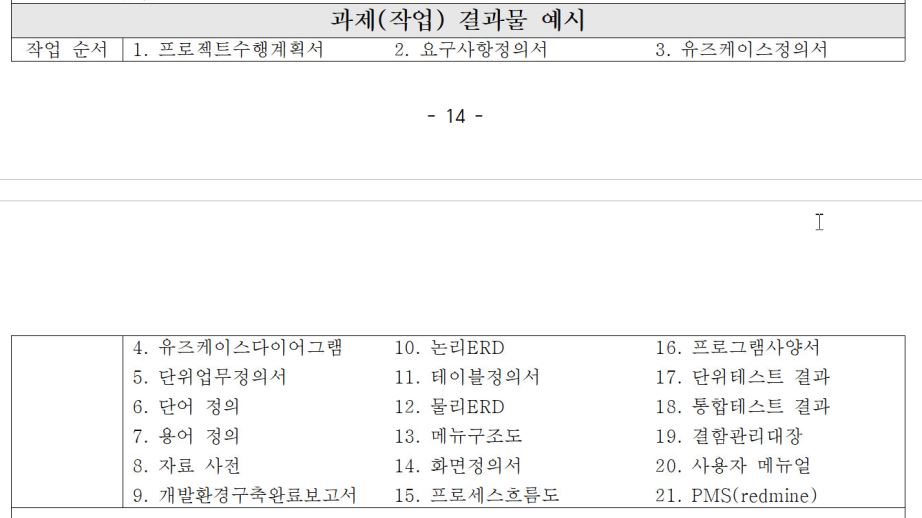 과제(작업) 결과물 예시
작업 순서 1. 프로젝트수행계획서 2. 요구사항정의서 3. 유즈케이스정의서
- 14 -
4. 유즈케이스다이어그램 10. 논리ERD 16. 프로그램사양서
5. 단위업무정의서 11. 테이블정의서 17. 단위테스트 결과
6. 단어 정의 12. 물리ERD 18. 통합테스트 결과
7. 용어 정의 13. 메뉴구조도 19. 결함관리대장
8. 자료 사전 14. 화면정의서 20. 사용자 메뉴얼
9. 개발환경구축완료보고서 15. 프로세스흐름도 21. PMS(redmine)